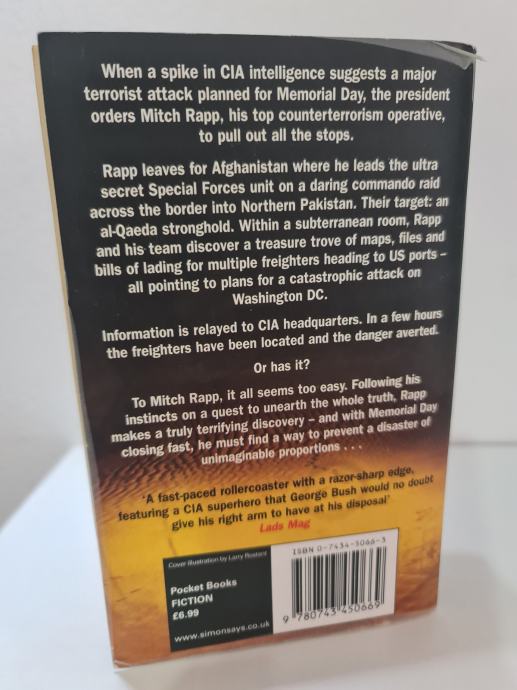 When a spike in CIA intelligence suggests a major
terrorist attack planned for Memorial Day, the president
orders Mitch Rapp, his top counterterrorism operative,
to pull out all the stops.
Rapp leaves for Afghanistan where he leads the ultra
secret Special Forces unit on a daring commando raid
across the border into Northern Pakistan. Their target: an
al-Qaeda stronghold. Within a subterranean room, Rapp
and his team discover a treasure trove of maps, files and
bills of lading for multiple freighters heading to US ports –
all pointing to plans for a catastrophic attack on
Washington DC.
Information is relayed to CIA headquarters. In a few hours
the freighters have been located and the danger averted.
Or has it?
To Mitch Rapp, it all seems too easy. Following his
instincts on a quest to unearth the whole truth, Rapp
makes a truly terrifying discovery – and with Memorial Day
closing fast, he must find a way to prevent a disaster of
unimaginable proportions . . .
'A fast-paced rollercoaster with a razor-sharp edge,
featuring a CIA superhero that George Bush would no doubt
give his right arm to have at his disposal'
Lads Mag
Cover illustration by Larry Rostant
Pocket Books
FICTION
£6.99
www.simonsays.co.uk
ISBN 0-7434-5066-3
9 780743 450669